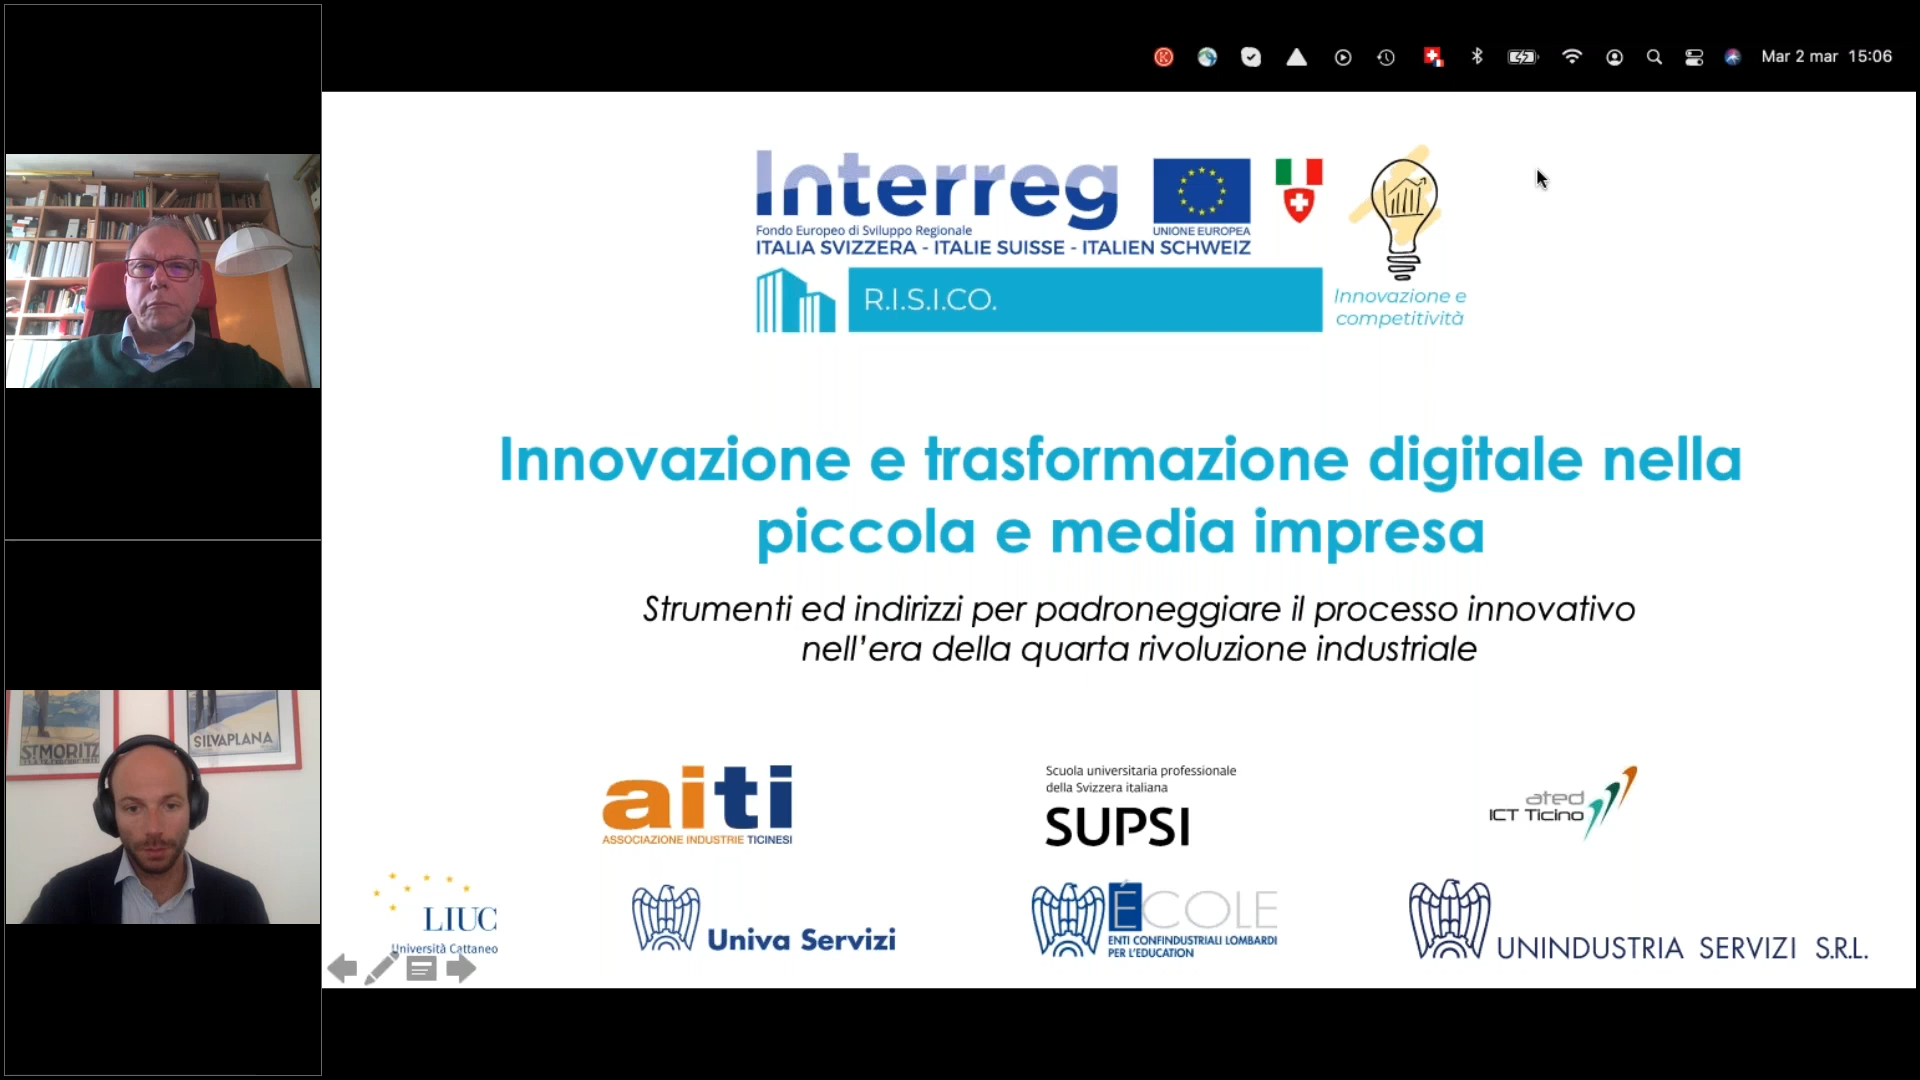 Mar 2 mar 15:06
Interreg
Fondo Europeo di Sviluppo Regionale
UNIONE EUROPEA
ITALIA SVIZZERA - ITALIE SUISSE - ITALIEN SCHWEIZ
R.I.S.I.CO.
Innovazione e
competitività
Innovazione e trasformazione digitale nella
piccola e media impresa
Strumenti ed indirizzi per padroneggiare il processo innovativo
nell'era della quarta rivoluzione industriale
ST MORITZ
SILVAPLANA
aiti
ASSOCIAZIONE INDUSTRIE TICINESI
Scuola universitaria professionale
della Svizzera italiana
SUPSI
ated
ICT Ticino
LIUC
Università Cattaneo
Univa Servizi
ÉCOLE
ENTI CONFINDUSTRIALI LOMBARDI
PER L'EDUCATION
UNINDUSTRIA SERVIZI S.R.L.